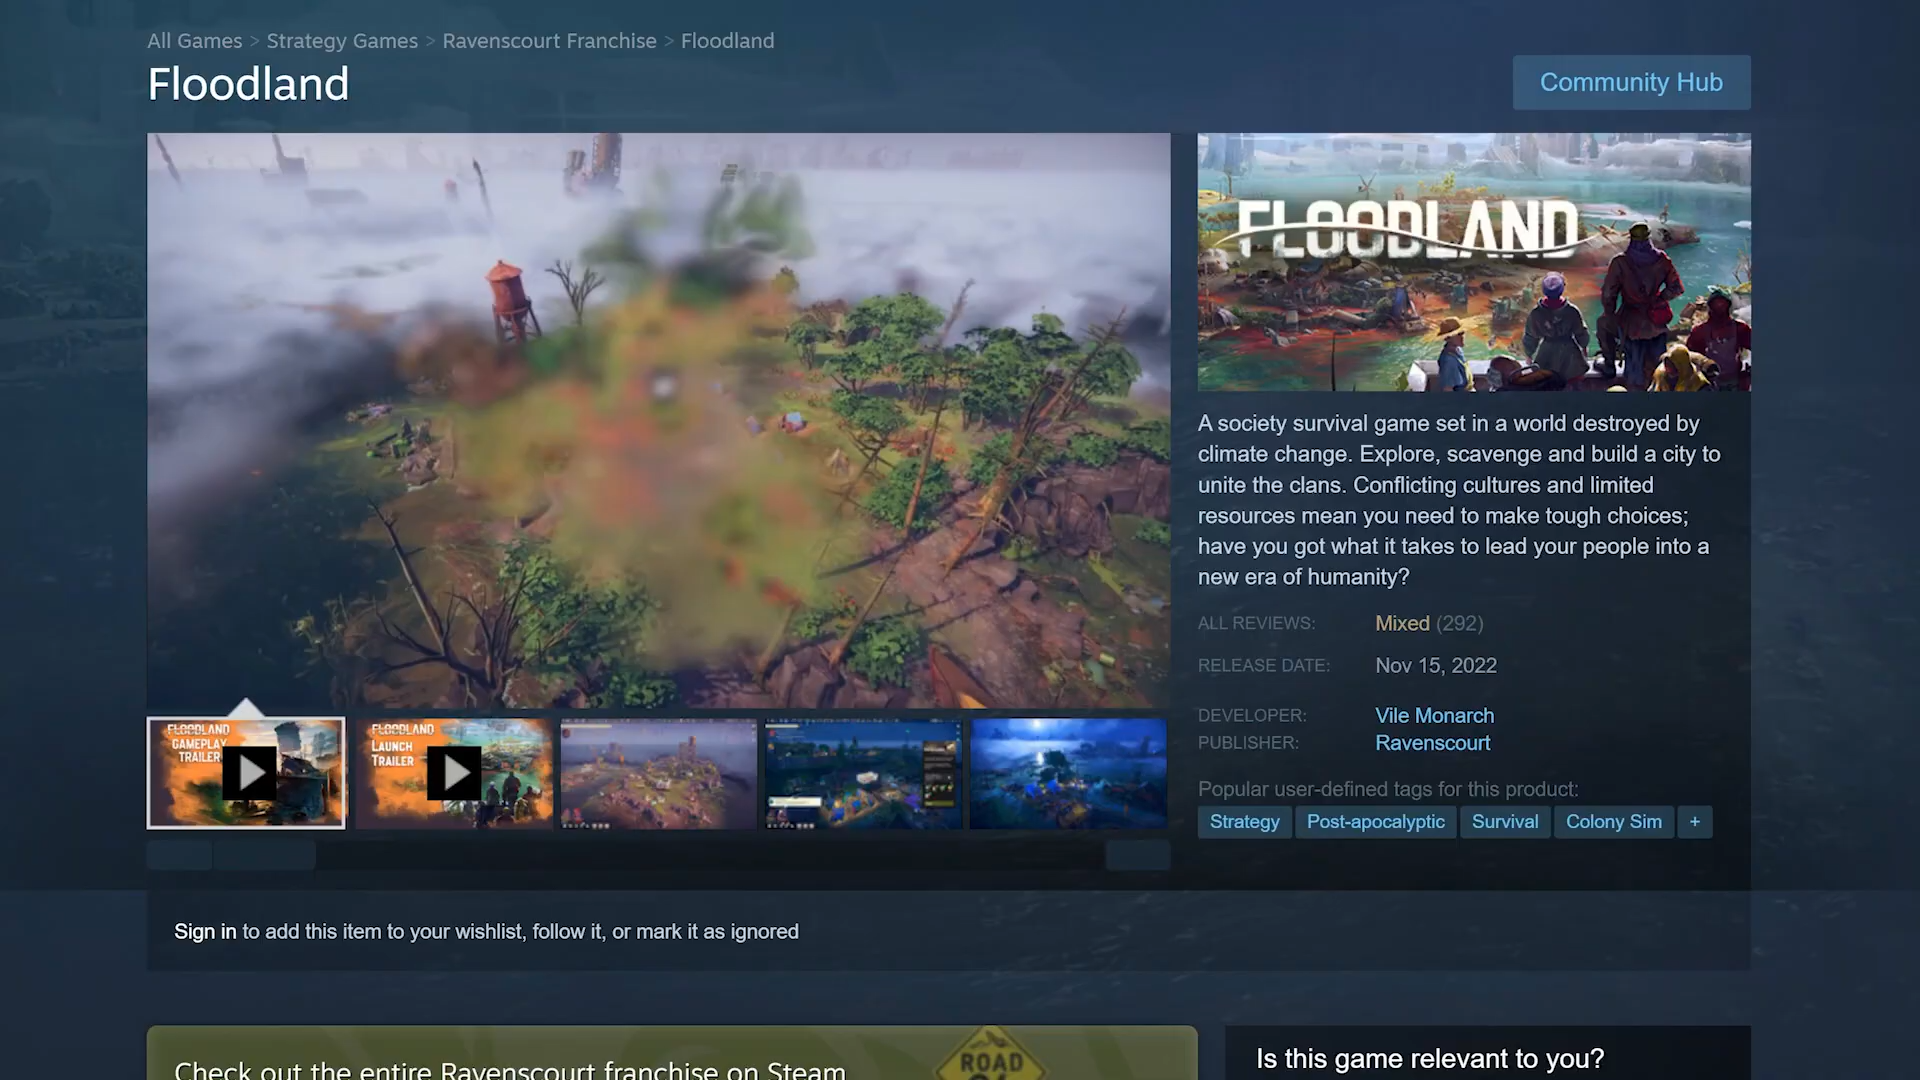 All Games > Strategy Games > Ravenscourt Franchise > Floodland
Floodland
Community Hub
FLOODLAND
A society survival game set in a world destroyed by
climate change. Explore, scavenge and build a city to
unite the clans. Conflicting cultures and limited
resources mean you need to make tough choices;
have you got what it takes to lead your people into a
new era of humanity?
ALL REVIEWS: Mixed (292)
RELEASE DATE: Nov 15, 2022
DEVELOPER: Vile Monarch
PUBLISHER: Ravenscourt
Popular user-defined tags for this product:
Strategy Post-apocalyptic Survival Colony Sim +
FLOODLAND
GAMEPLAY
TRAILER
FLOODLAND
LAUNCH
TRAILER
Sign in to add this item to your wishlist, follow it, or mark it as ignored
Check out the entire Ravenscourt franchise on Steam
ROAD
Is this game relevant to you?